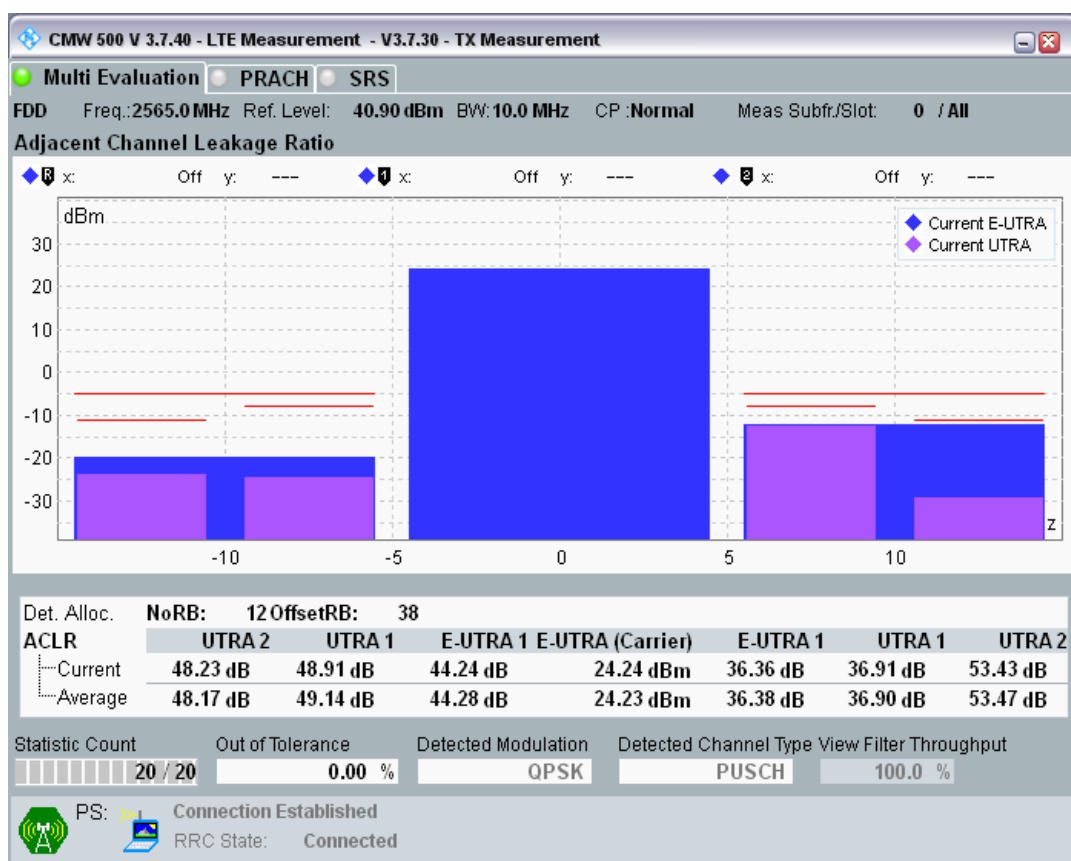 CMW 500 V 3.7.40 - LTE Measurement - V3.7.30 - TX Measurement
Multi Evaluation PRACH SRS
FDD Freq.:2565.0 MHz Ref. Level: 40.90 dBm BW:10.0 MHz CP :Normal Meas Subfr./Slot: 0 / All
Adjacent Channel Leakage Ratio
R x: Off y: --- 1 x: Off y: --- 2 x: Off y: ---
dBm
Current E-UTRA
Current UTRA
30
20
10
0
-10
-20
-30
z
-10 -5 0 5 10
Det. Alloc. NoRB: 12 OffsetRB: 38
ACLR UTRA 2 UTRA 1 E-UTRA 1 E-UTRA (Carrier) E-UTRA 1 UTRA 1 UTRA 2
Current 48.23 dB 48.91 dB 44.24 dB 24.24 dBm 36.36 dB 36.91 dB 53.43 dB
Average 48.17 dB 49.14 dB 44.28 dB 24.23 dBm 36.38 dB 36.90 dB 53.47 dB
Statistic Count Out of Tolerance Detected Modulation Detected Channel Type View Filter Throughput
20 / 20 0.00 % QPSK PUSCH 100.0 %
PS: Connection Established
RRC State: Connected